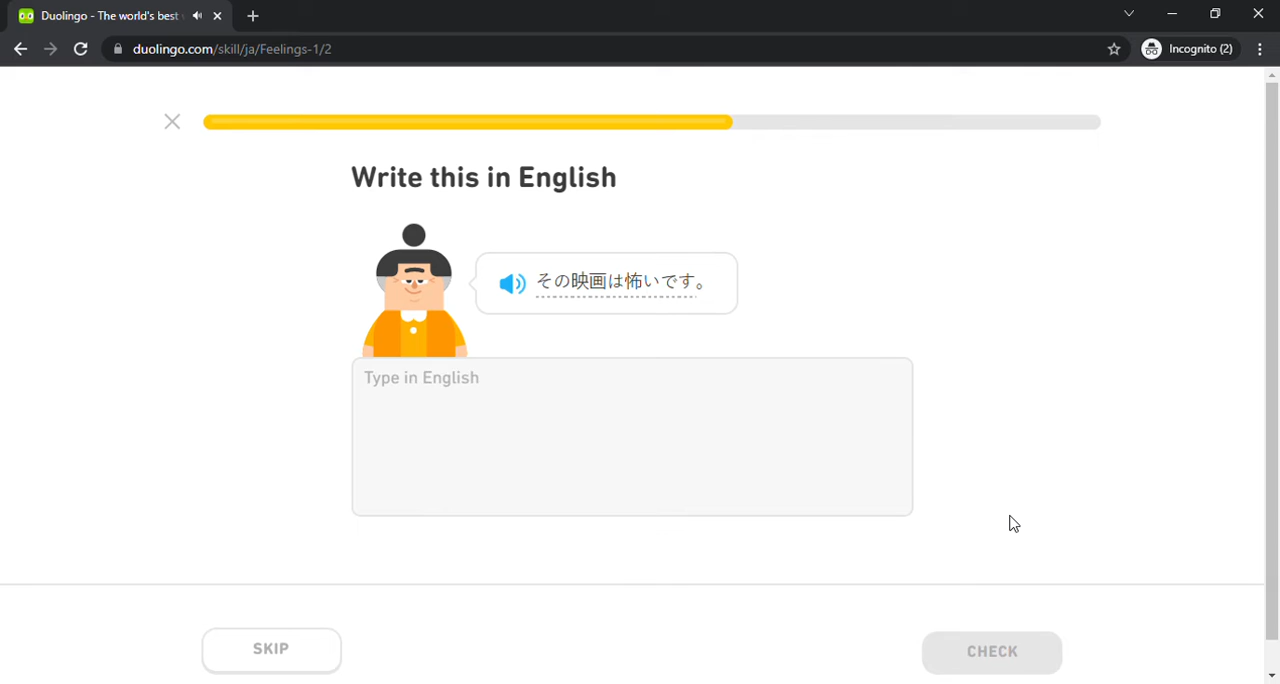 Duolingo - The world's best
duolingo.com/skill/ja/Feelings-1/2
Incognito (2)
Write this in English
その映画は怖いです。
Type in English
SKIP
CHECK